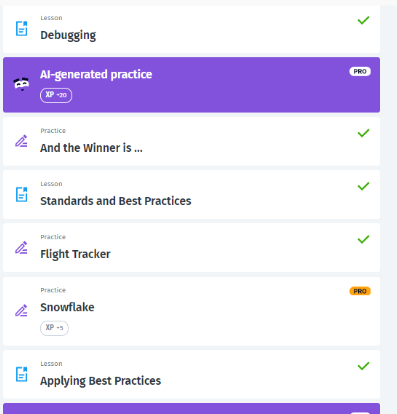 Lesson
Debugging
AI-generated practice
PRO
XP +20
Practice
And the Winner is ...
Lesson
Standards and Best Practices
Practice
Flight Tracker
Practice
PRO
Snowflake
XP +5
Lesson
Applying Best Practices